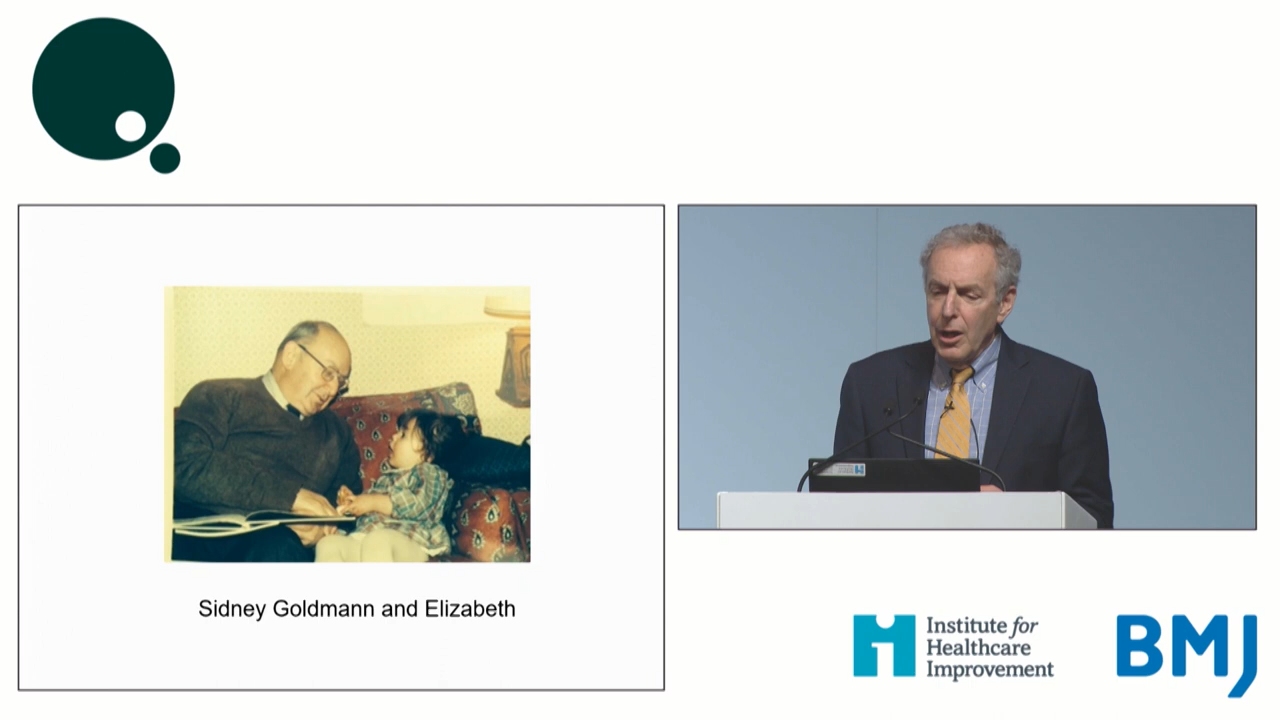 Sidney Goldmann and Elizabeth
Institute for
Healthcare
Improvement
BMJ